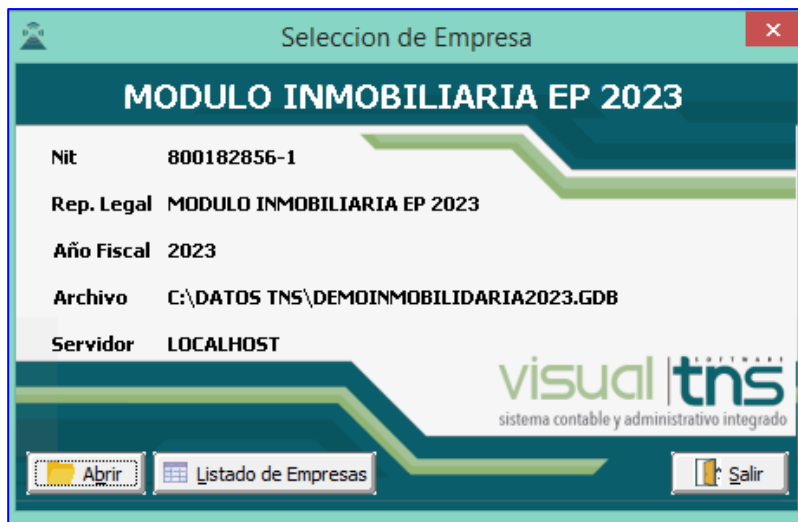 Seleccion de Empresa
MODULO INMOBILIARIA EP 2023
Nit 800182856-1
Rep. Legal MODULO INMOBILIARIA EP 2023
Año Fiscal 2023
Archivo C:\DATOS TNS\DEMOINMOBILIDARIA2023.GDB
Servidor LOCALHOST
visual tns SOFTWARE
sistema contable y administrativo integrado
Abrir Listado de Empresas Salir